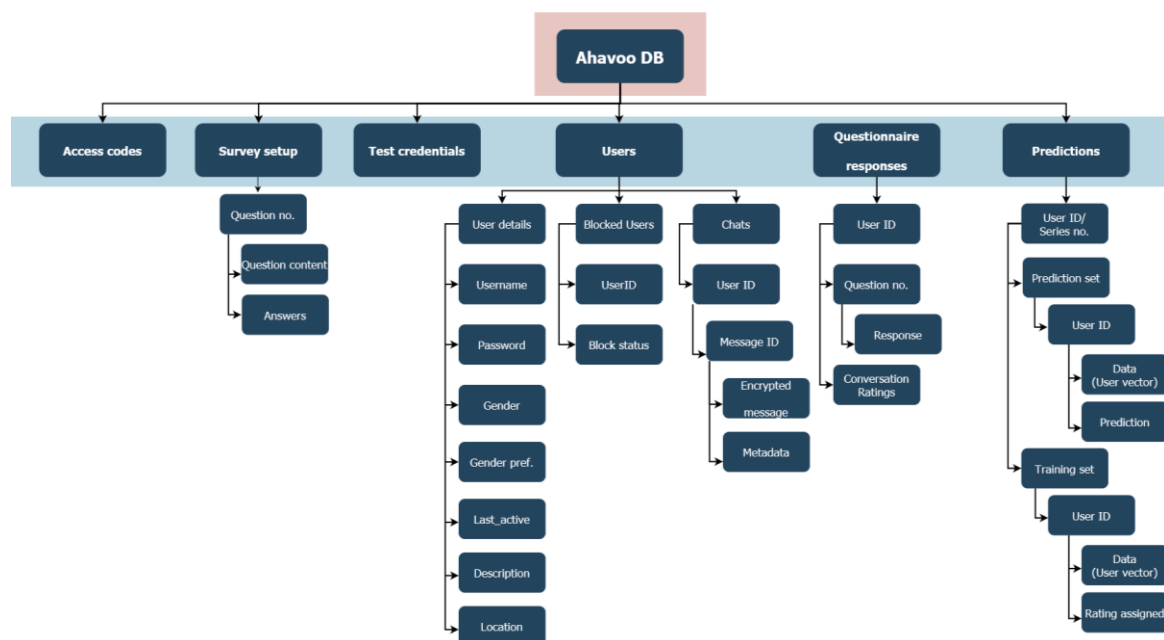 Ahavoo DB
Access codes
Survey setup
Test credentials
Users
Questionnaire
responses
Predictions
Question no.
Question content
Answers
User details
Username
Password
Gender
Gender pref.
Last_active
Description
Location
Blocked Users
UserID
Block status
Chats
User ID
Message ID
Encrypted
message
Metadata
User ID
Question no.
Response
Conversation
Ratings
User ID/
Series no.
Prediction set
User ID
Data
(User vector)
Prediction
Training set
User ID
Data
(User vector)
Rating assigned